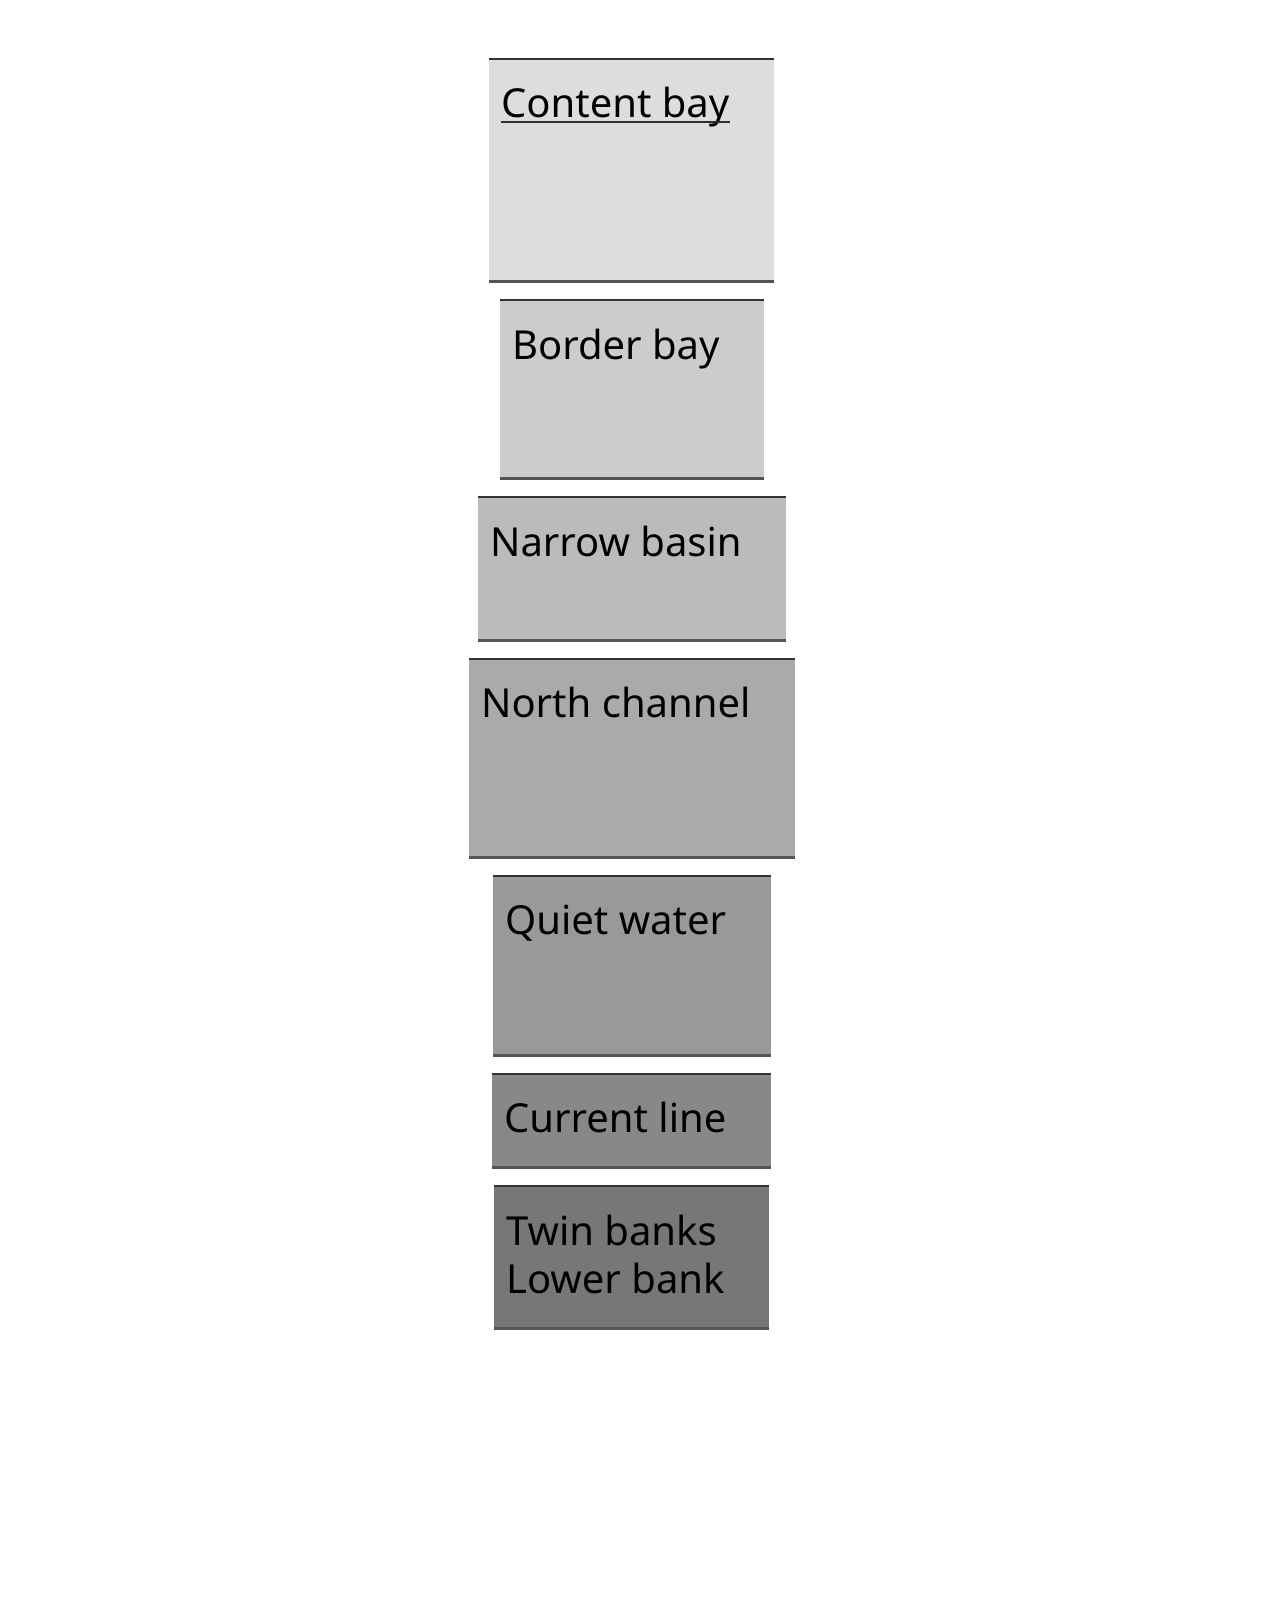 Content bay
Border bay
Narrow basin
North channel
Quiet water
Current line
Twin banks
Lower bank